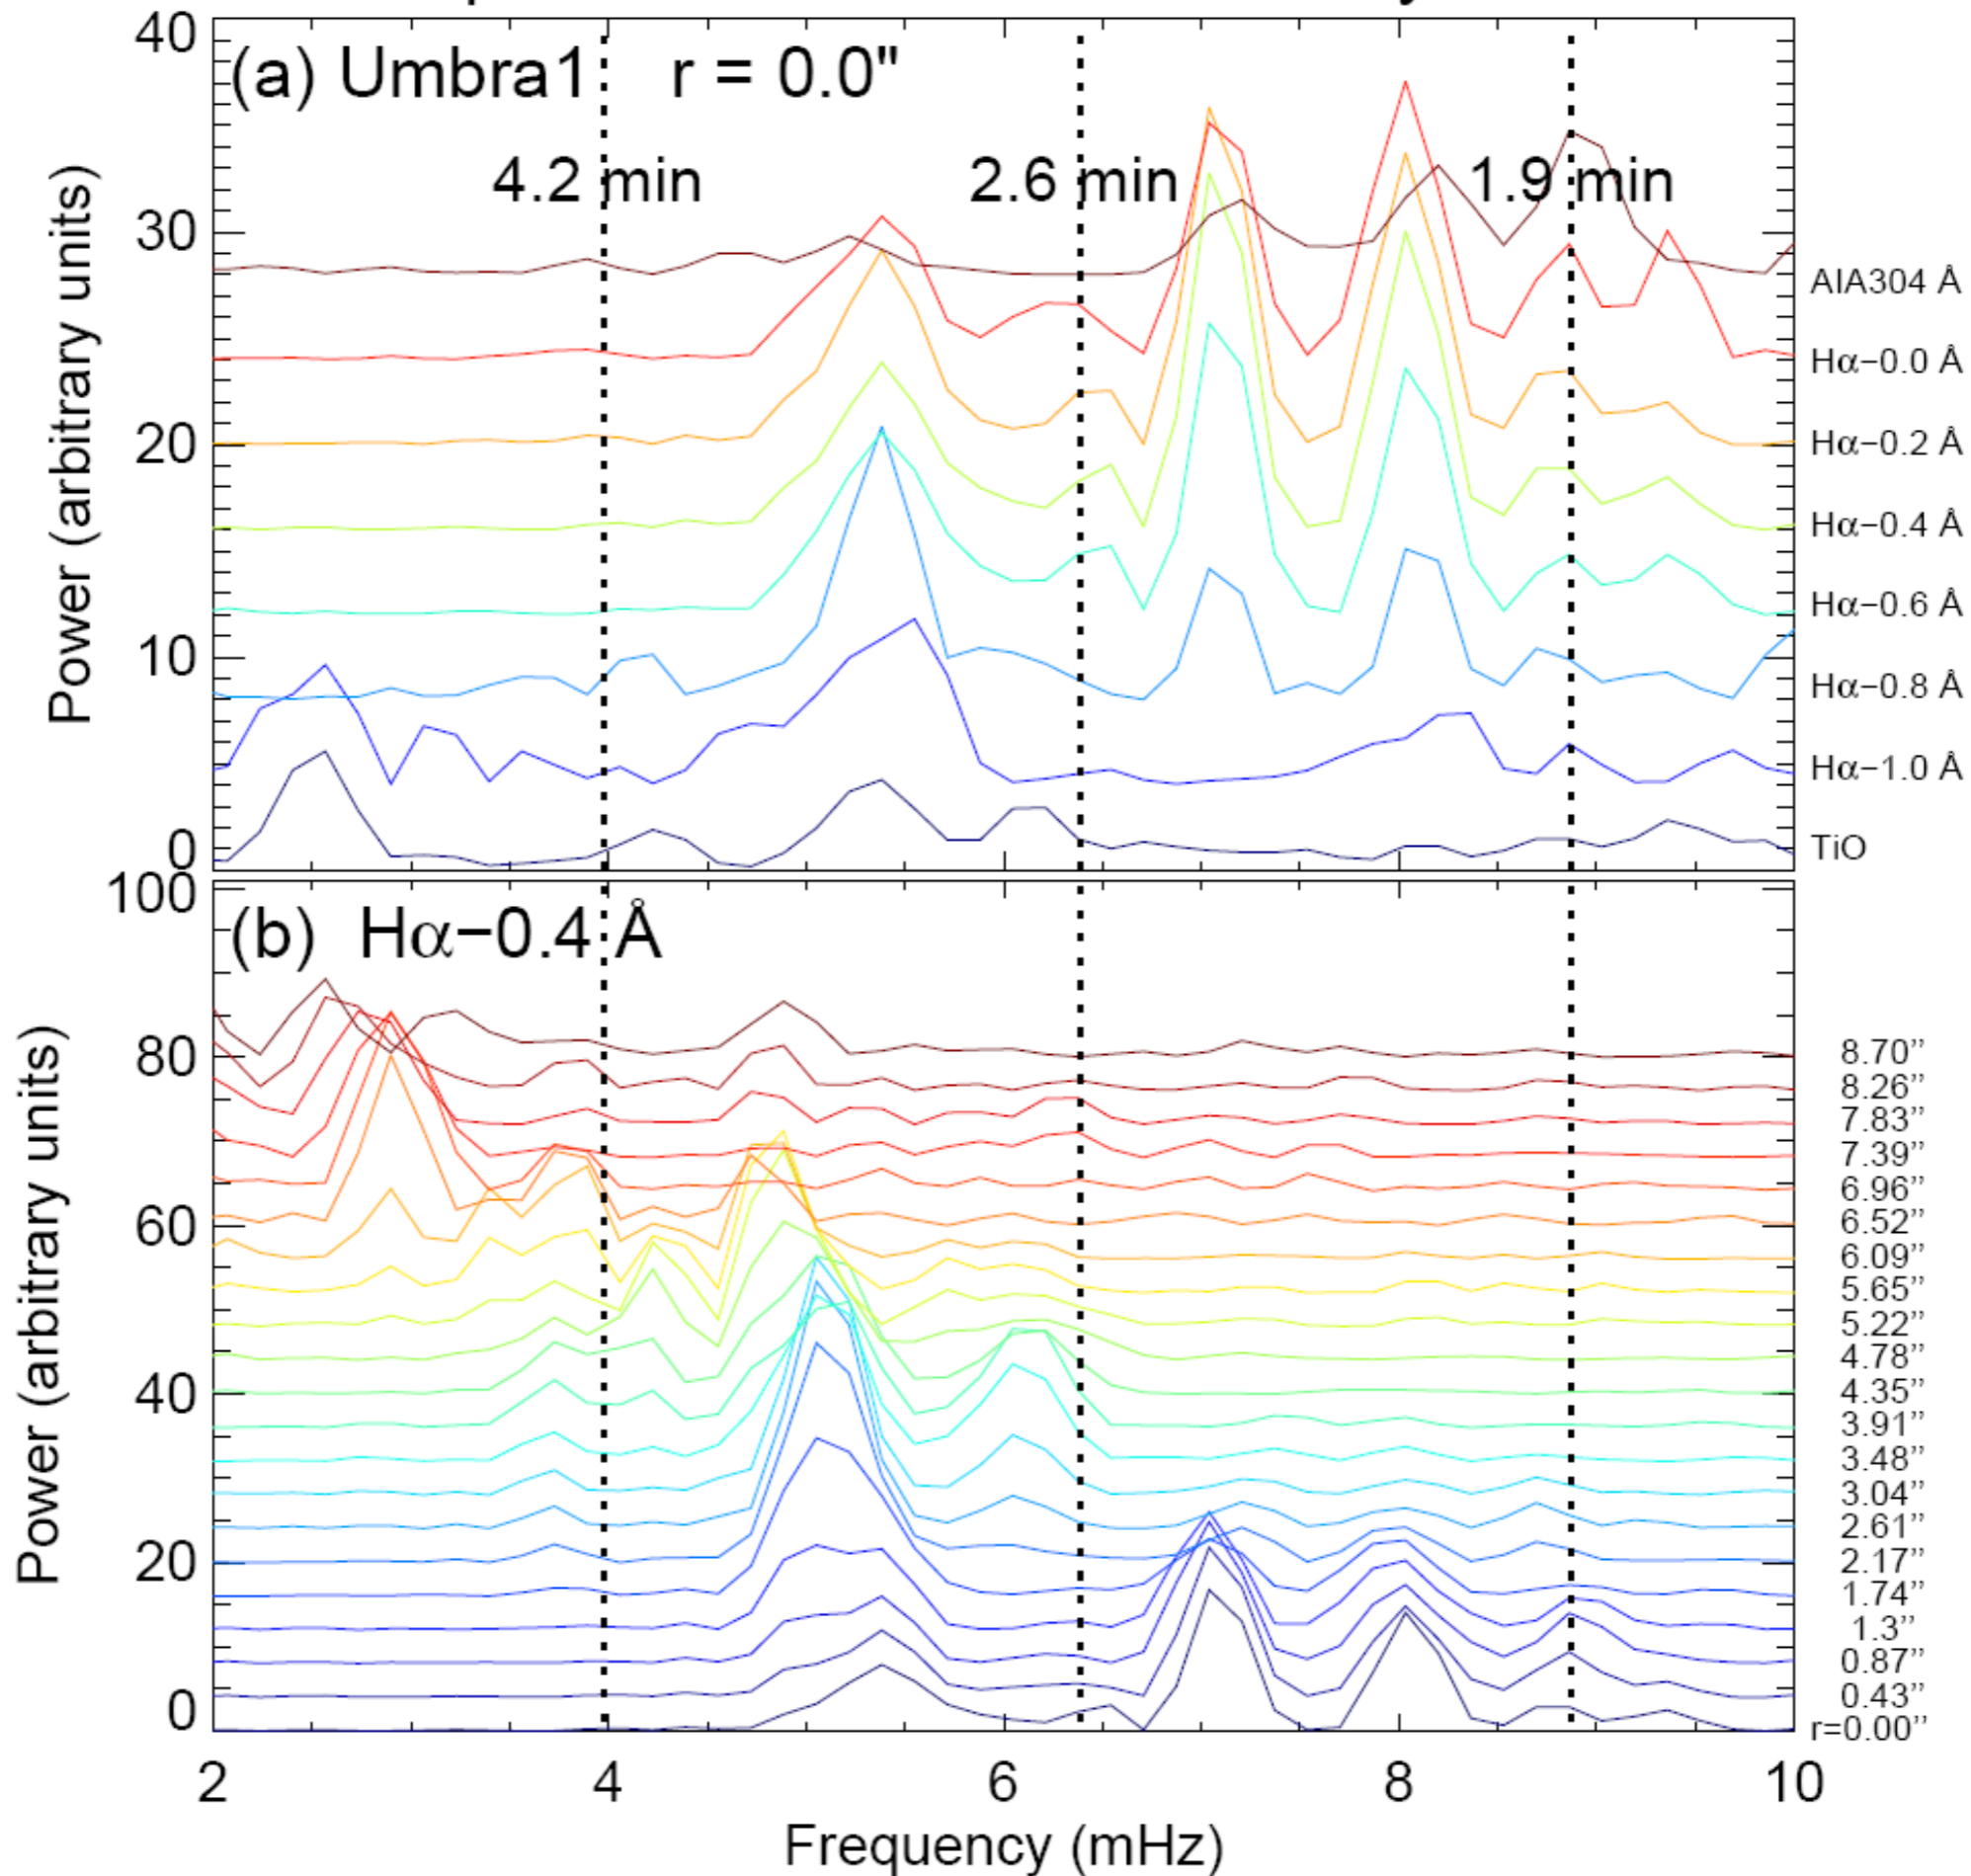 40
(a) Umbra1 r = 0.0"
4.2 min 2.6 min 1.9 min
30
20
10
0
Power (arbitrary units)
AIA304 Å
Hα−0.0 Å
Hα−0.2 Å
Hα−0.4 Å
Hα−0.6 Å
Hα−0.8 Å
Hα−1.0 Å
TiO
100
(b) Hα−0.4 Å
80
60
40
20
0
Power (arbitrary units)
8.70’’
8.26’’
7.83’’
7.39’’
6.96’’
6.52’’
6.09’’
5.65’’
5.22’’
4.78’’
4.35’’
3.91’’
3.48’’
3.04’’
2.61’’
2.17’’
1.74’’
1.3’’
0.87’’
0.43’’
r=0.00’’
2 4 6 8 10
Frequency (mHz)